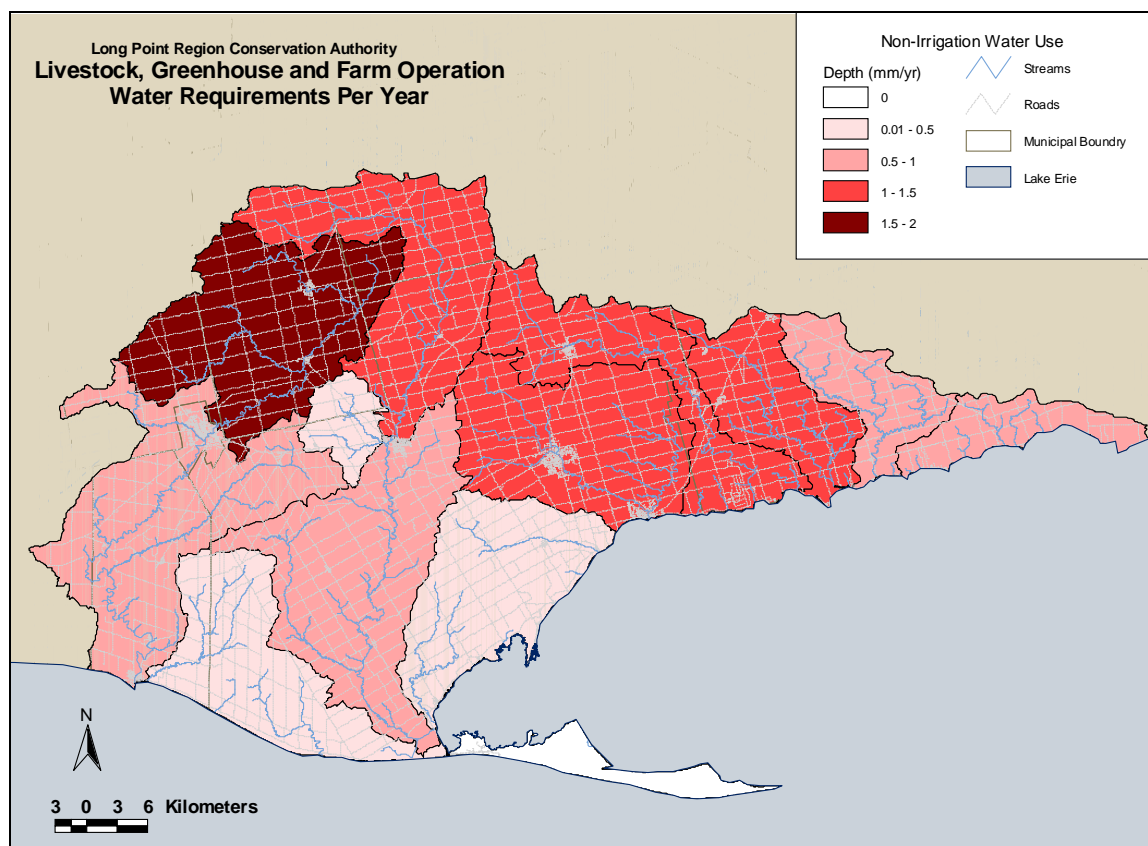 Long Point Region Conservation Authority
Livestock, Greenhouse and Farm Operation
Water Requirements Per Year
Non-Irrigation Water Use
Depth (mm/yr)
0
0.01 - 0.5
0.5 - 1
1 - 1.5
1.5 - 2
Streams
Roads
Municipal Boundry
Lake Erie
N
3 0 3 6 Kilometers